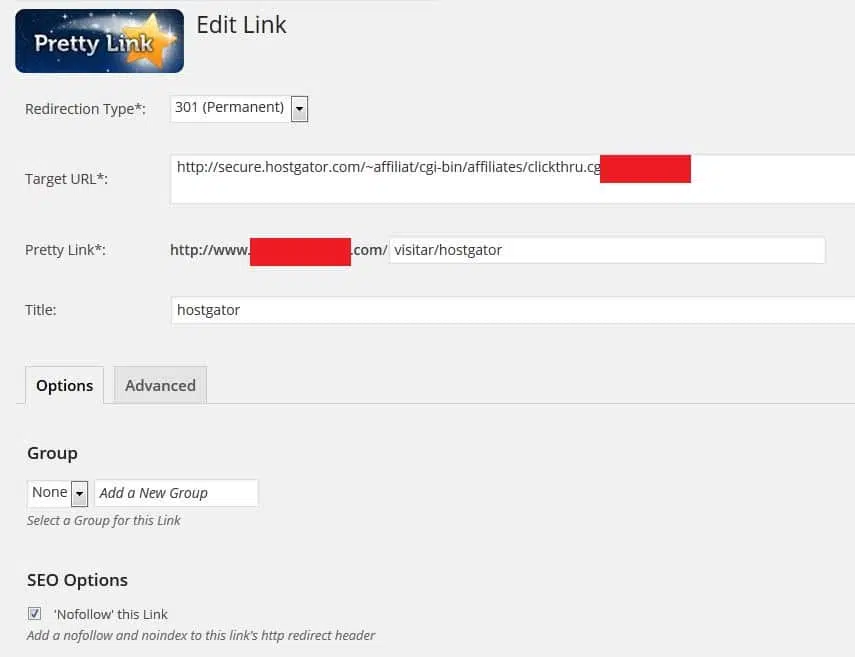 Pretty Link
Edit Link
Redirection Type*: 301 (Permanent)
Target URL*: http://secure.hostgator.com/~affiliat/cgi-bin/affiliates/clickthru.cg
Pretty Link*: http://www. .com/ visitar/hostgator
Title: hostgator
Options Advanced
Group
None Add a New Group
Select a Group for this Link
SEO Options
'Nofollow' this Link
Add a nofollow and noindex to this link's http redirect header